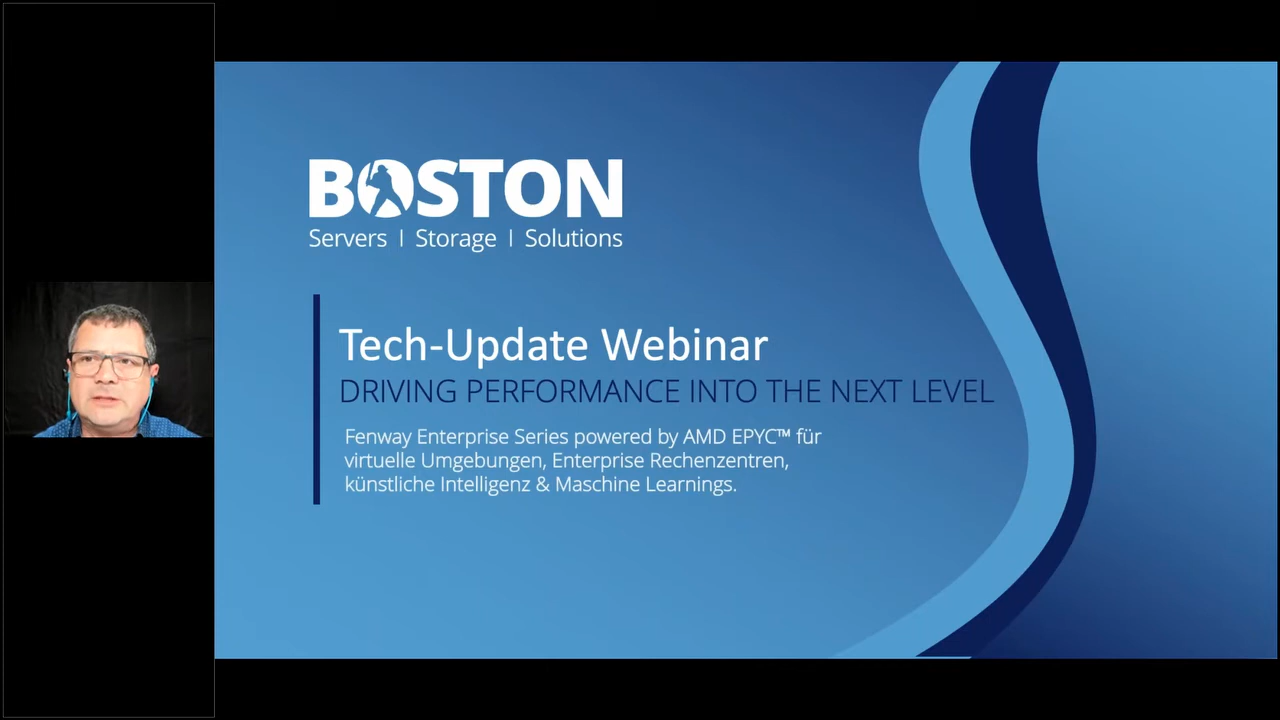 BOSTON
Servers | Storage | Solutions
Tech-Update Webinar
DRIVING PERFORMANCE INTO THE NEXT LEVEL
Fenway Enterprise Series powered by AMD EPYC™ für
virtuelle Umgebungen, Enterprise Rechenzentren,
künstliche Intelligenz & Maschine Learnings.